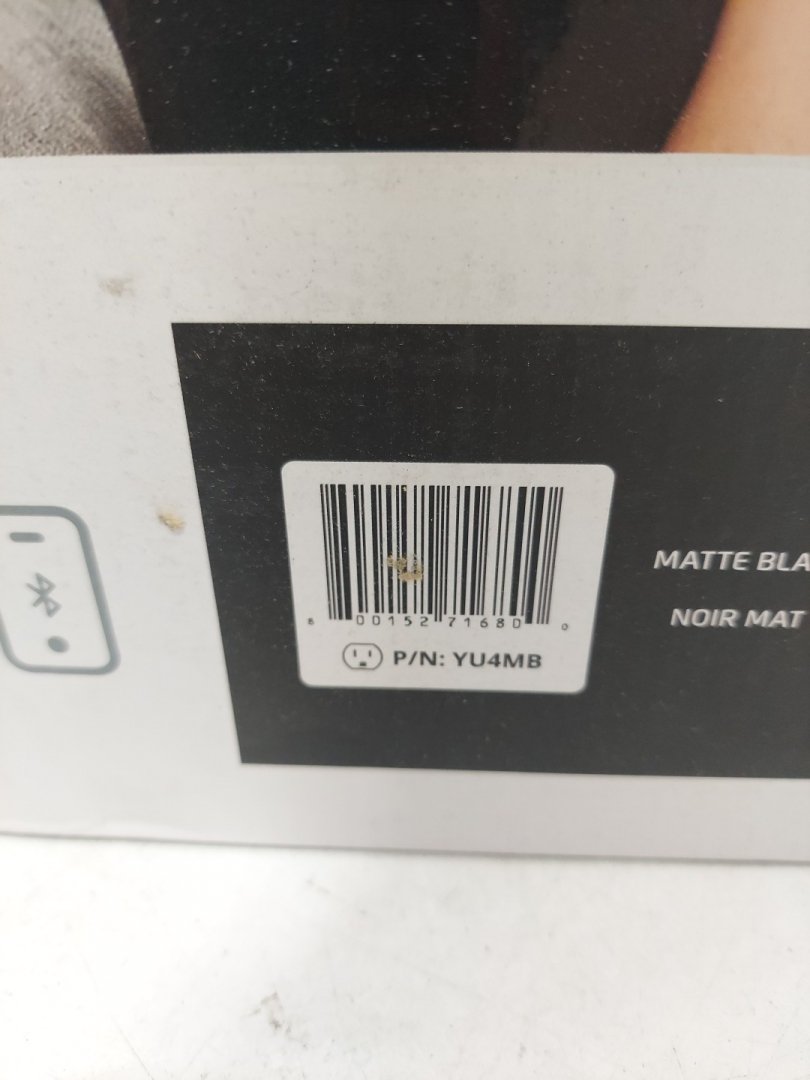 MATTE BLA
NOIR MAT
8 00152 71680 0
P/N: YU4MB